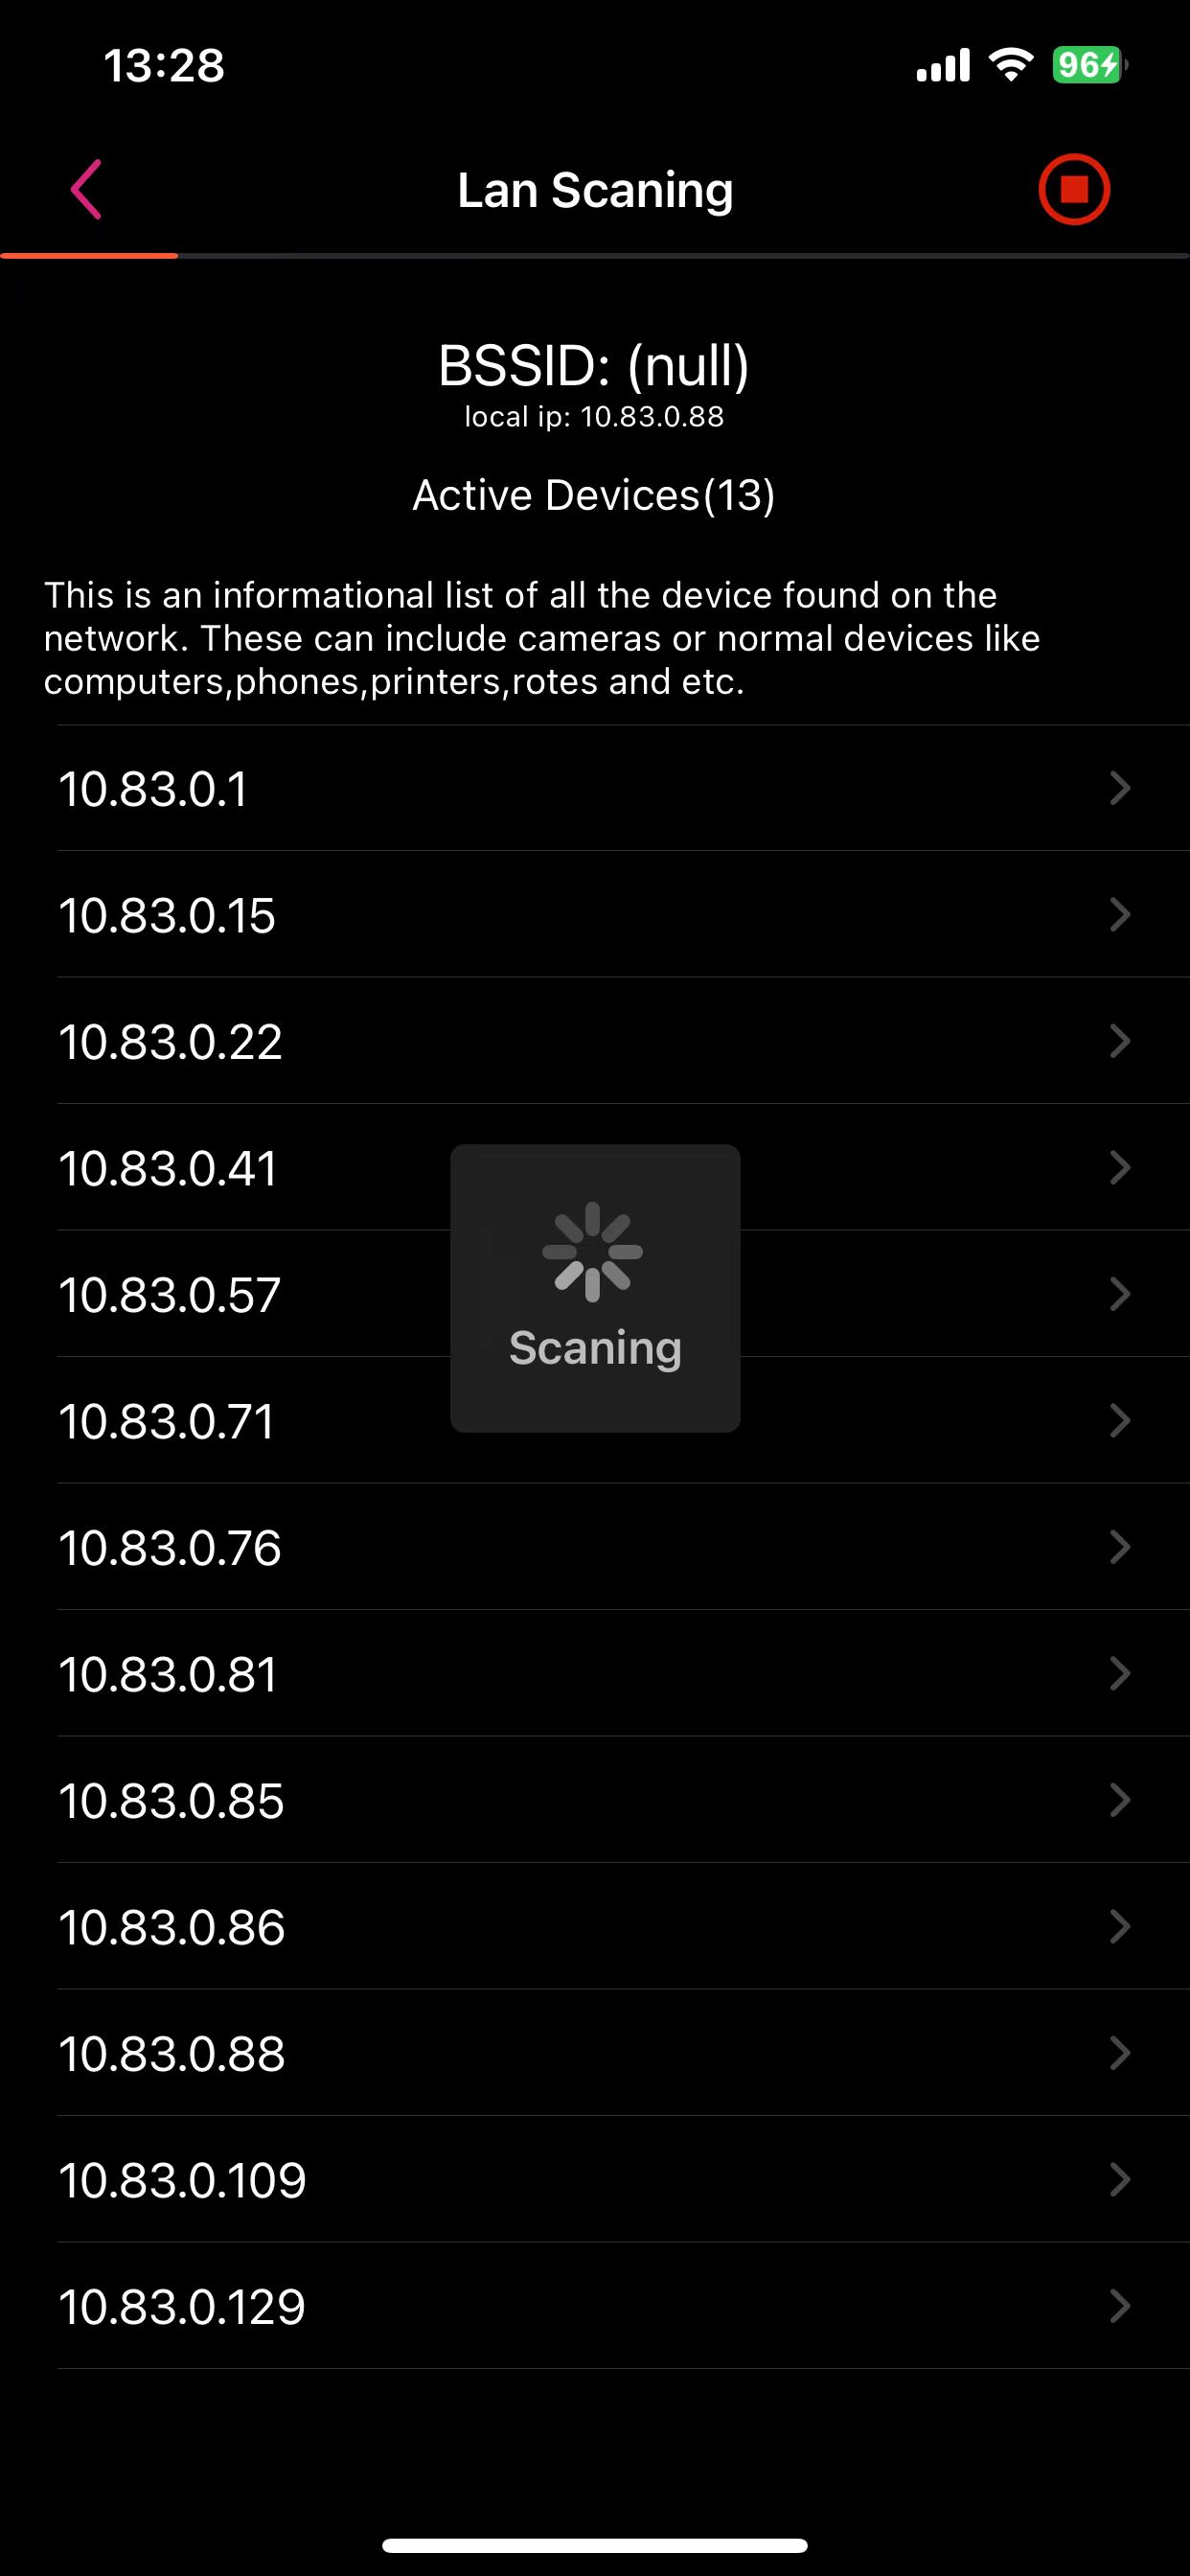 13:28
96
Lan Scaning
BSSID: (null)
local ip: 10.83.0.88
Active Devices(13)
This is an informational list of all the device found on the
network. These can include cameras or normal devices like
computers,phones,printers,rotes and etc.
10.83.0.1
10.83.0.15
10.83.0.22
10.83.0.41
10.83.0.57
Scaning
10.83.0.71
10.83.0.76
10.83.0.81
10.83.0.85
10.83.0.86
10.83.0.88
10.83.0.109
10.83.0.129